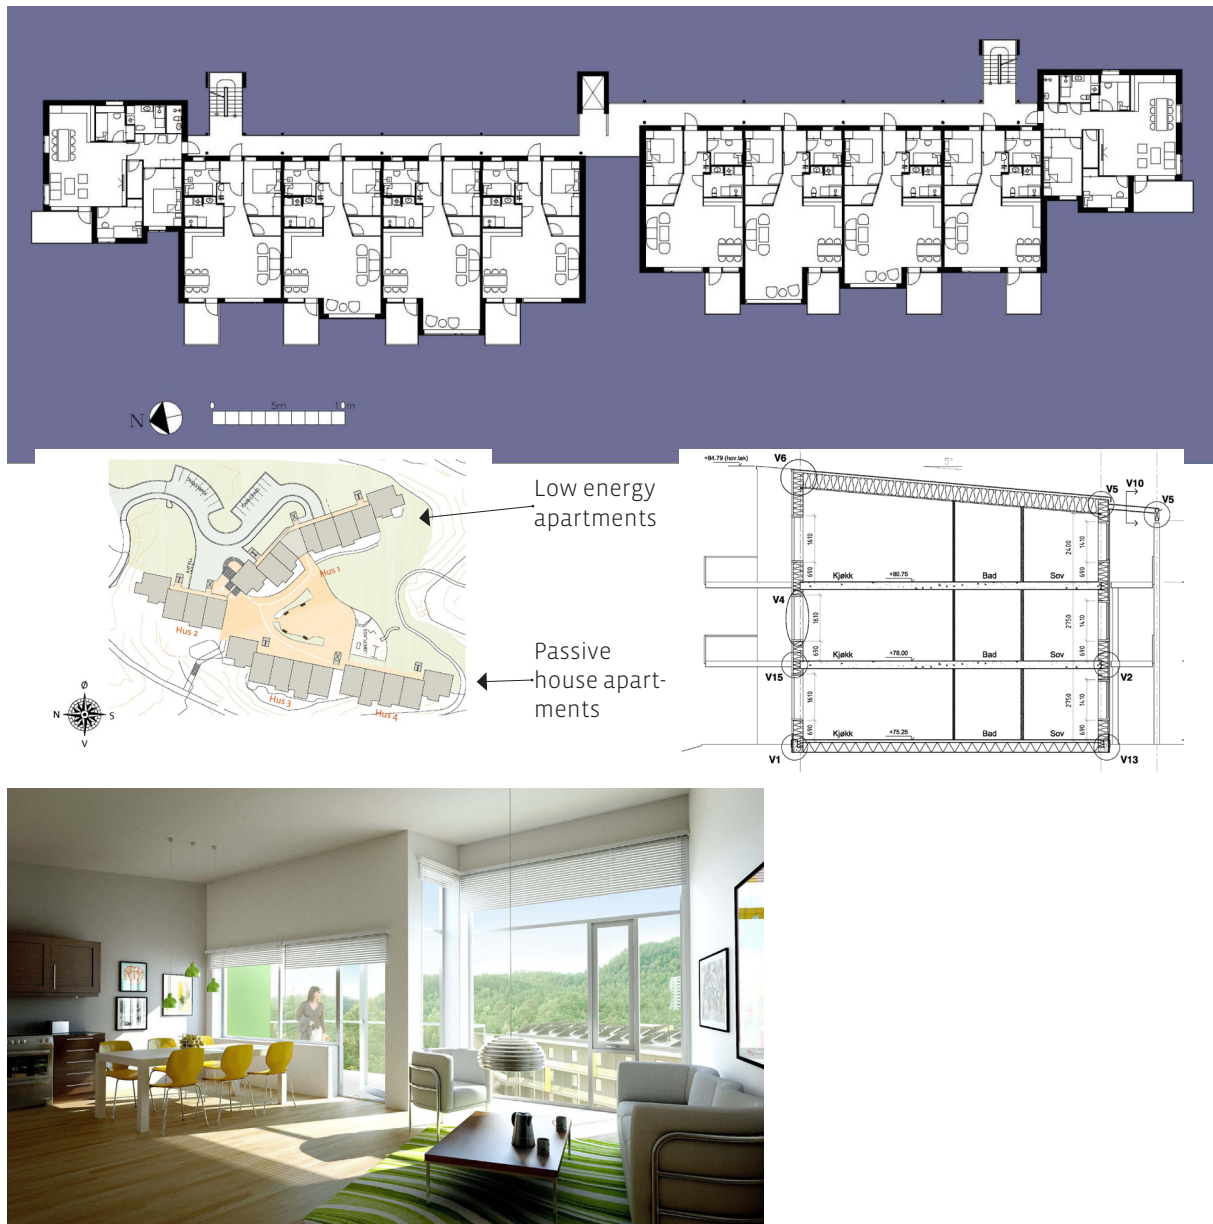 N
0
5m
10m
Low energy
apartments
Passive
house apart-
ments
Hus 1
Hus 2
Hus 3
Hus 4
Ø
N
S
V
+84.79 (hov.tak)
V6
5°
V5
V10
V5
1610
2400
1410
690
Kjøkk
+80.75
Bad
Sov
690
V4
1610
2750
1410
690
Kjøkk
+78.00
Bad
Sov
690
V15
V2
1610
2750
1410
690
Kjøkk
+75.25
Bad
Sov
690
V1
V13